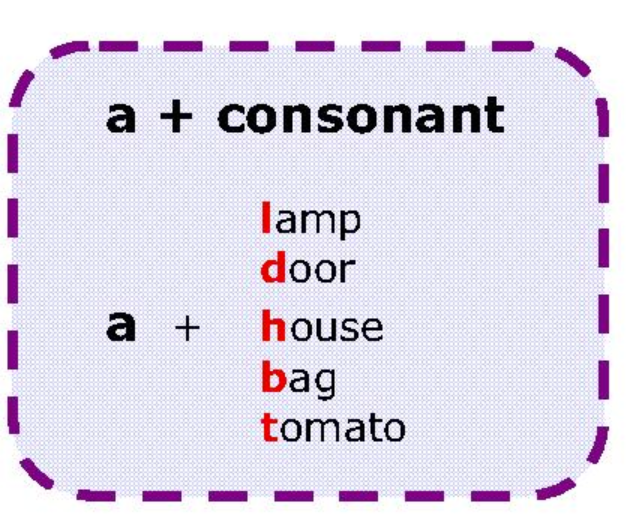 a + consonant
lamp
door
a + house
bag
tomato